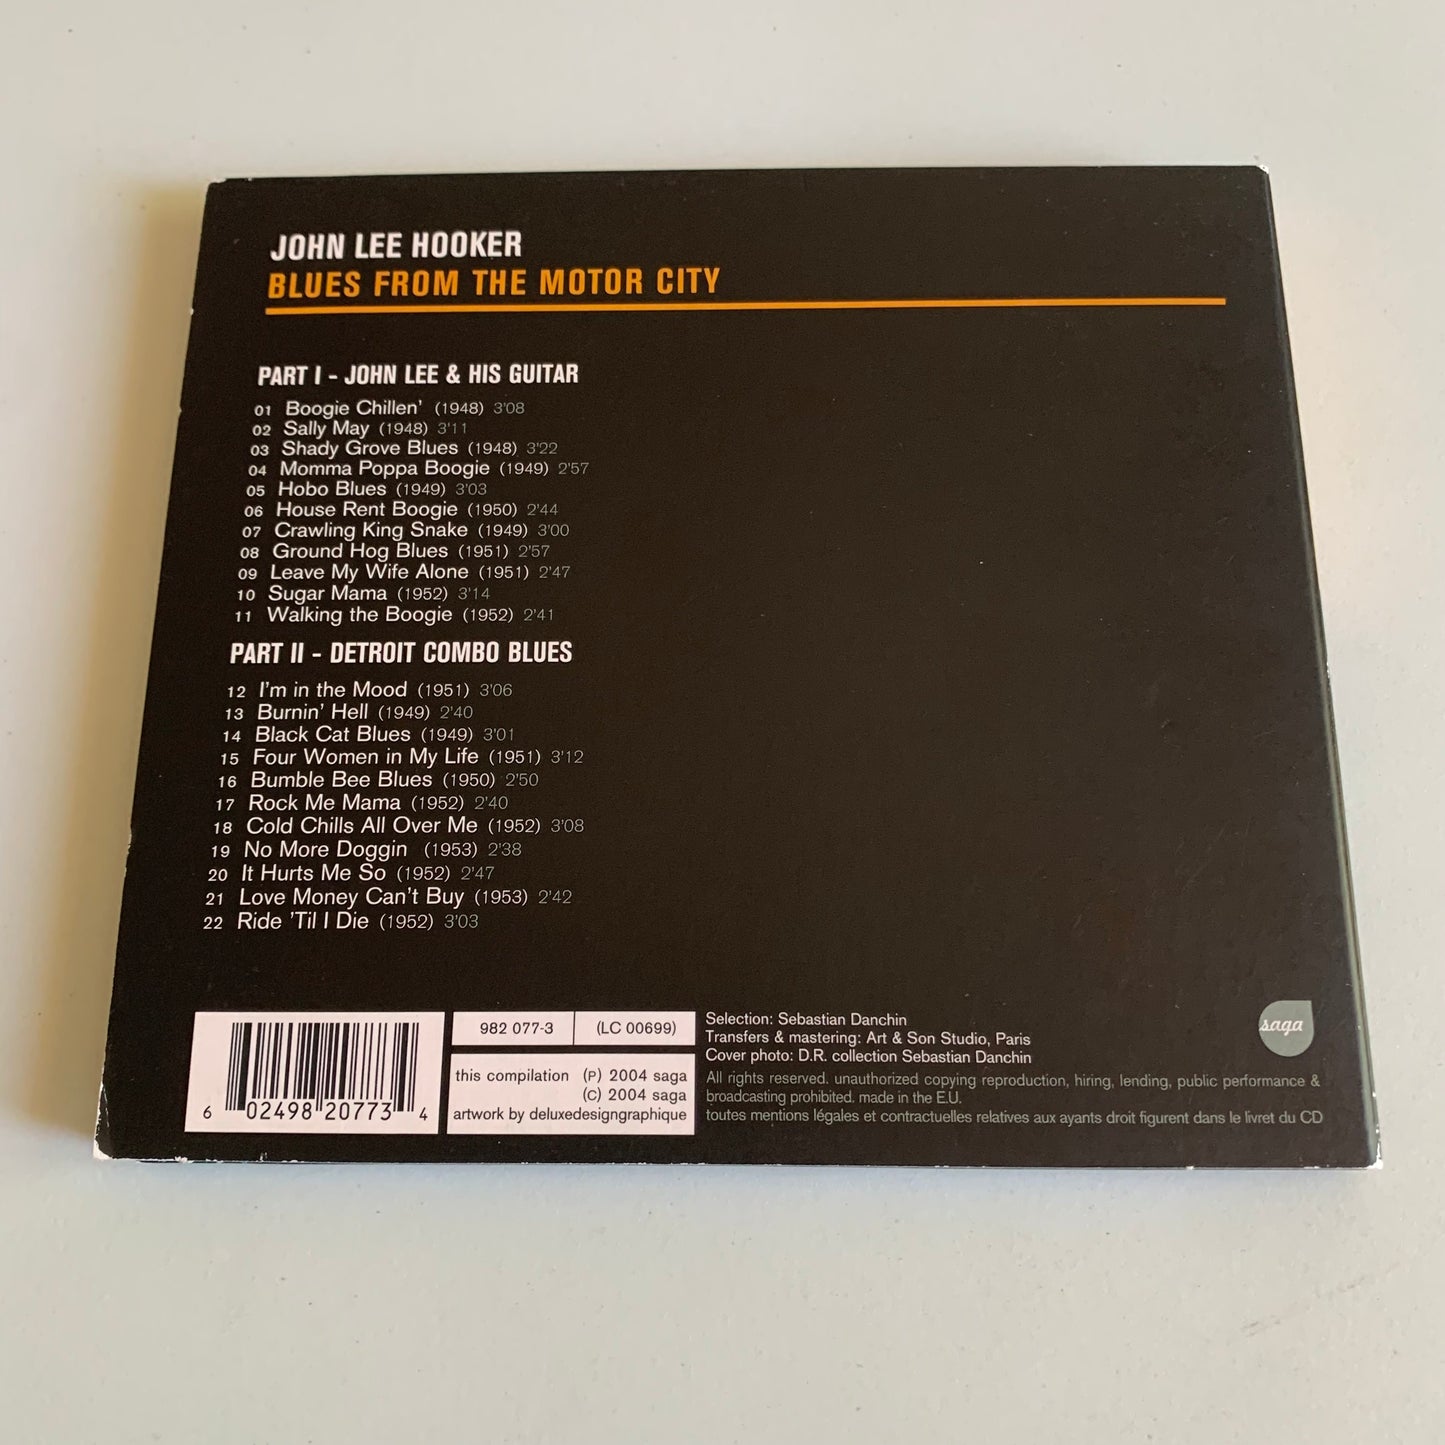 JOHN LEE HOOKER
BLUES FROM THE MOTOR CITY
PART I - JOHN LEE & HIS GUITAR
01 Boogie Chillen' (1948) 3'08
02 Sally May (1948) 3'11
03 Shady Grove Blues (1948) 3'22
04 Momma Poppa Boogie (1949) 2'57
05 Hobo Blues (1949) 3'03
06 House Rent Boogie (1950) 2'44
07 Crawling King Snake (1949) 3'00
08 Ground Hog Blues (1951) 2'57
09 Leave My Wife Alone (1951) 2'47
10 Sugar Mama (1952) 3'14
11 Walking the Boogie (1952) 2'41
PART II - DETROIT COMBO BLUES
12 I'm in the Mood (1951) 3'06
13 Burnin' Hell (1949) 2'40
14 Black Cat Blues (1949) 3'01
15 Four Women in My Life (1951) 3'12
16 Bumble Bee Blues (1950) 2'50
17 Rock Me Mama (1952) 2'40
18 Cold Chills All Over Me (1952) 3'08
19 No More Doggin (1953) 2'38
20 It Hurts Me So (1952) 2'47
21 Love Money Can't Buy (1953) 2'42
22 Ride 'Til I Die (1952) 3'03
6 02498 20773 4
982 077-3 (LC 00699)
this compilation (P) 2004 saga
(C) 2004 saga
artwork by deluxedesigngraphique
Selection: Sebastian Danchin
Transfers & mastering: Art & Son Studio, Paris
Cover photo: D.R. collection Sebastian Danchin
All rights reserved. unauthorized copying reproduction, hiring, lending, public performance &
broadcasting prohibited. made in the E.U.
toutes mentions légales et contractuelles relatives aux ayants droit figurent dans le livret du CD
saga